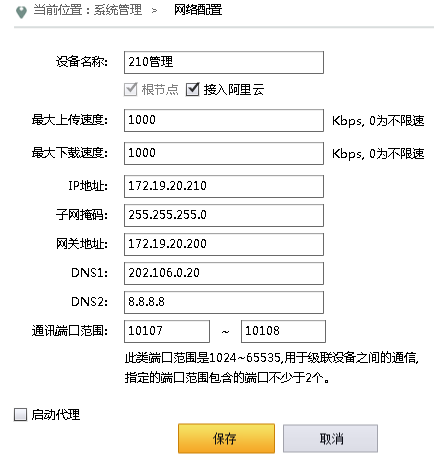 当前位置：系统管理 > 网络配置
设备名称: 210管理
根节点 接入阿里云
最大上传速度: 1000 Kbps, 0为不限速
最大下载速度: 1000 Kbps, 0为不限速
IP地址: 172.19.20.210
子网掩码: 255.255.255.0
网关地址: 172.19.20.200
DNS1: 202.106.0.20
DNS2: 8.8.8.8
通讯端口范围: 10107 ~ 10108
此类端口范围是1024~65535,用于级联设备之间的通信,
指定的端口范围包含的端口不少于2个。
启动代理
保存 取消